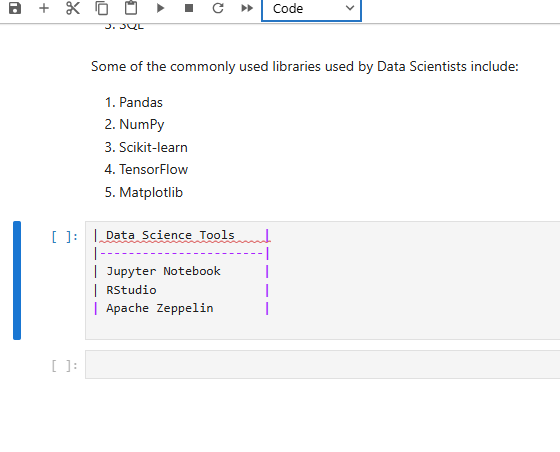 Code
3. SQL
Some of the commonly used libraries used by Data Scientists include:
1. Pandas
2. NumPy
3. Scikit-learn
4. TensorFlow
5. Matplotlib
[ ]: | Data Science Tools    |
|-----------------------|
| Jupyter Notebook      |
| RStudio               |
| Apache Zeppelin       |
[ ]: